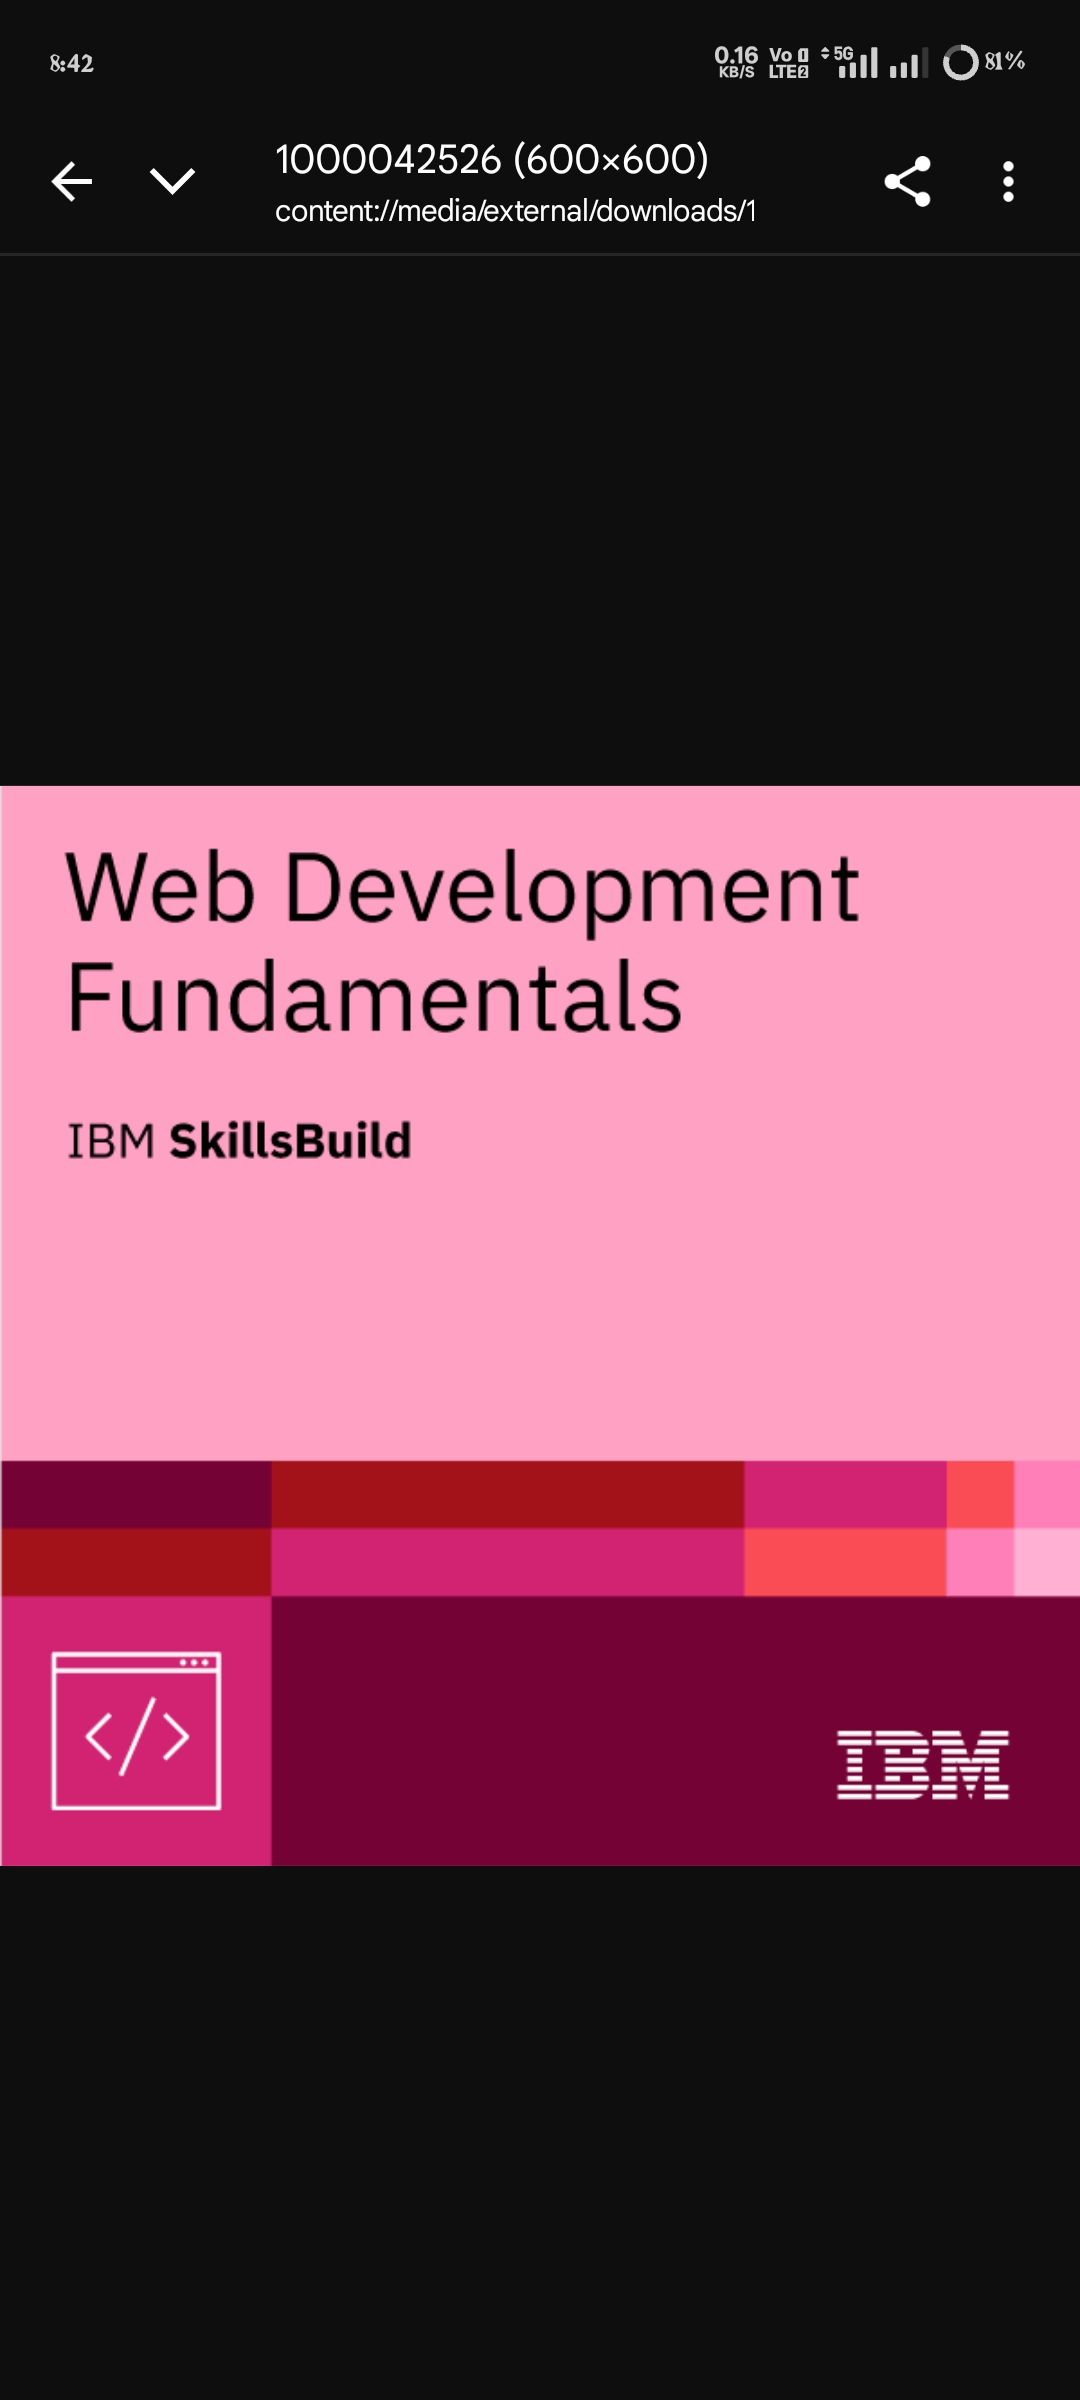 8:42
0.16 KB/S Vo LTE 5G 81%
1000042526 (600×600)
content://media/external/downloads/1
Web Development
Fundamentals
IBM SkillsBuild
</>
IBM